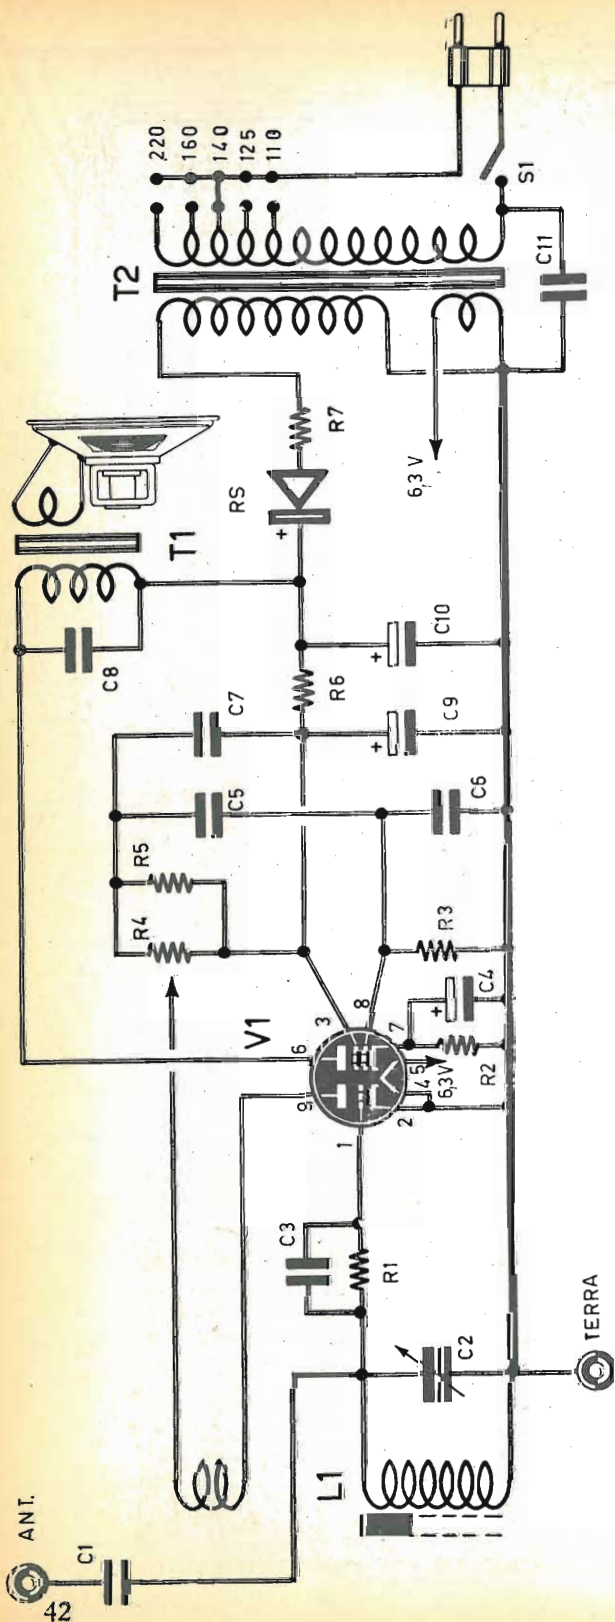 ANT.
C1
L1
TERRA
C2
C3
R1
1
2
9
6
3
8
7
4
5
V1
6,3V
R2
C4
R3
R4
R5
C5
C6
C7
C8
C9
R6
C10
T1
RS
+
+
+
+
R7
T2
6,3 V
220
160
140
125
110
C11
S1
42